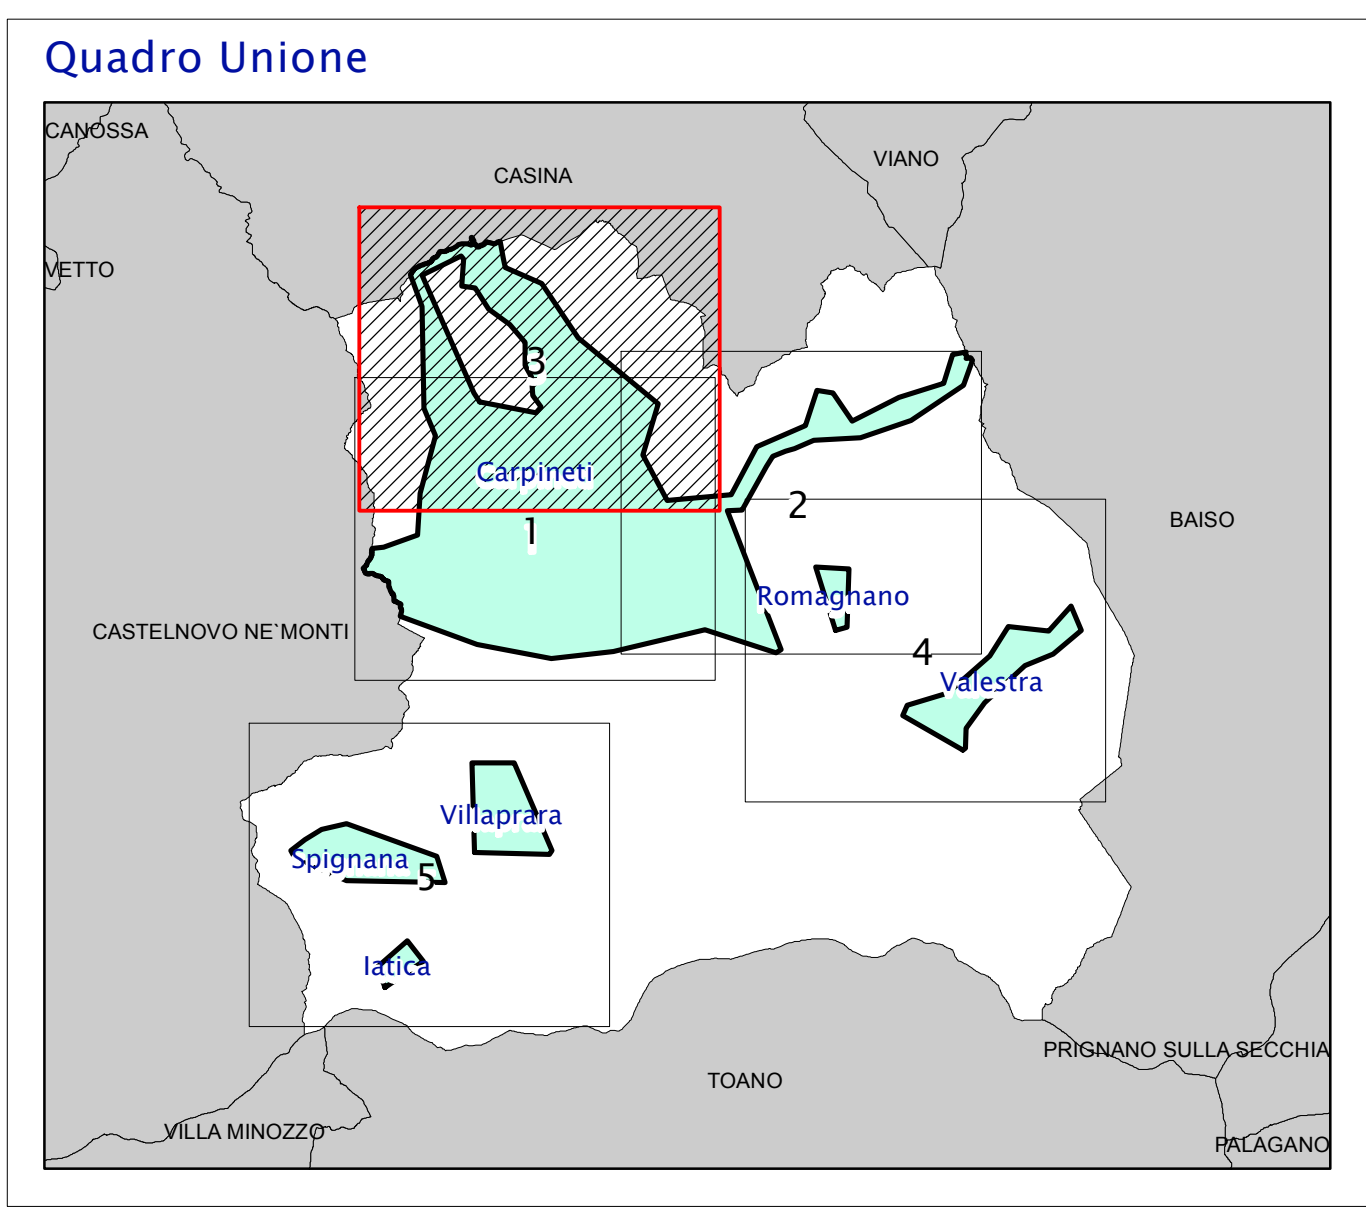 Quadro Unione
CANOSSA
VIANO
CASINA
VETTO
3
Carpineti
2
1
BAISO
Romagnano
CASTELNOVO NE`MONTI
4
Valestra
Villaprara
Spignana
5
Iatica
PRIGNANO SULLA SECCHIA
TOANO
VILLA MINOZZO
PALAGANO